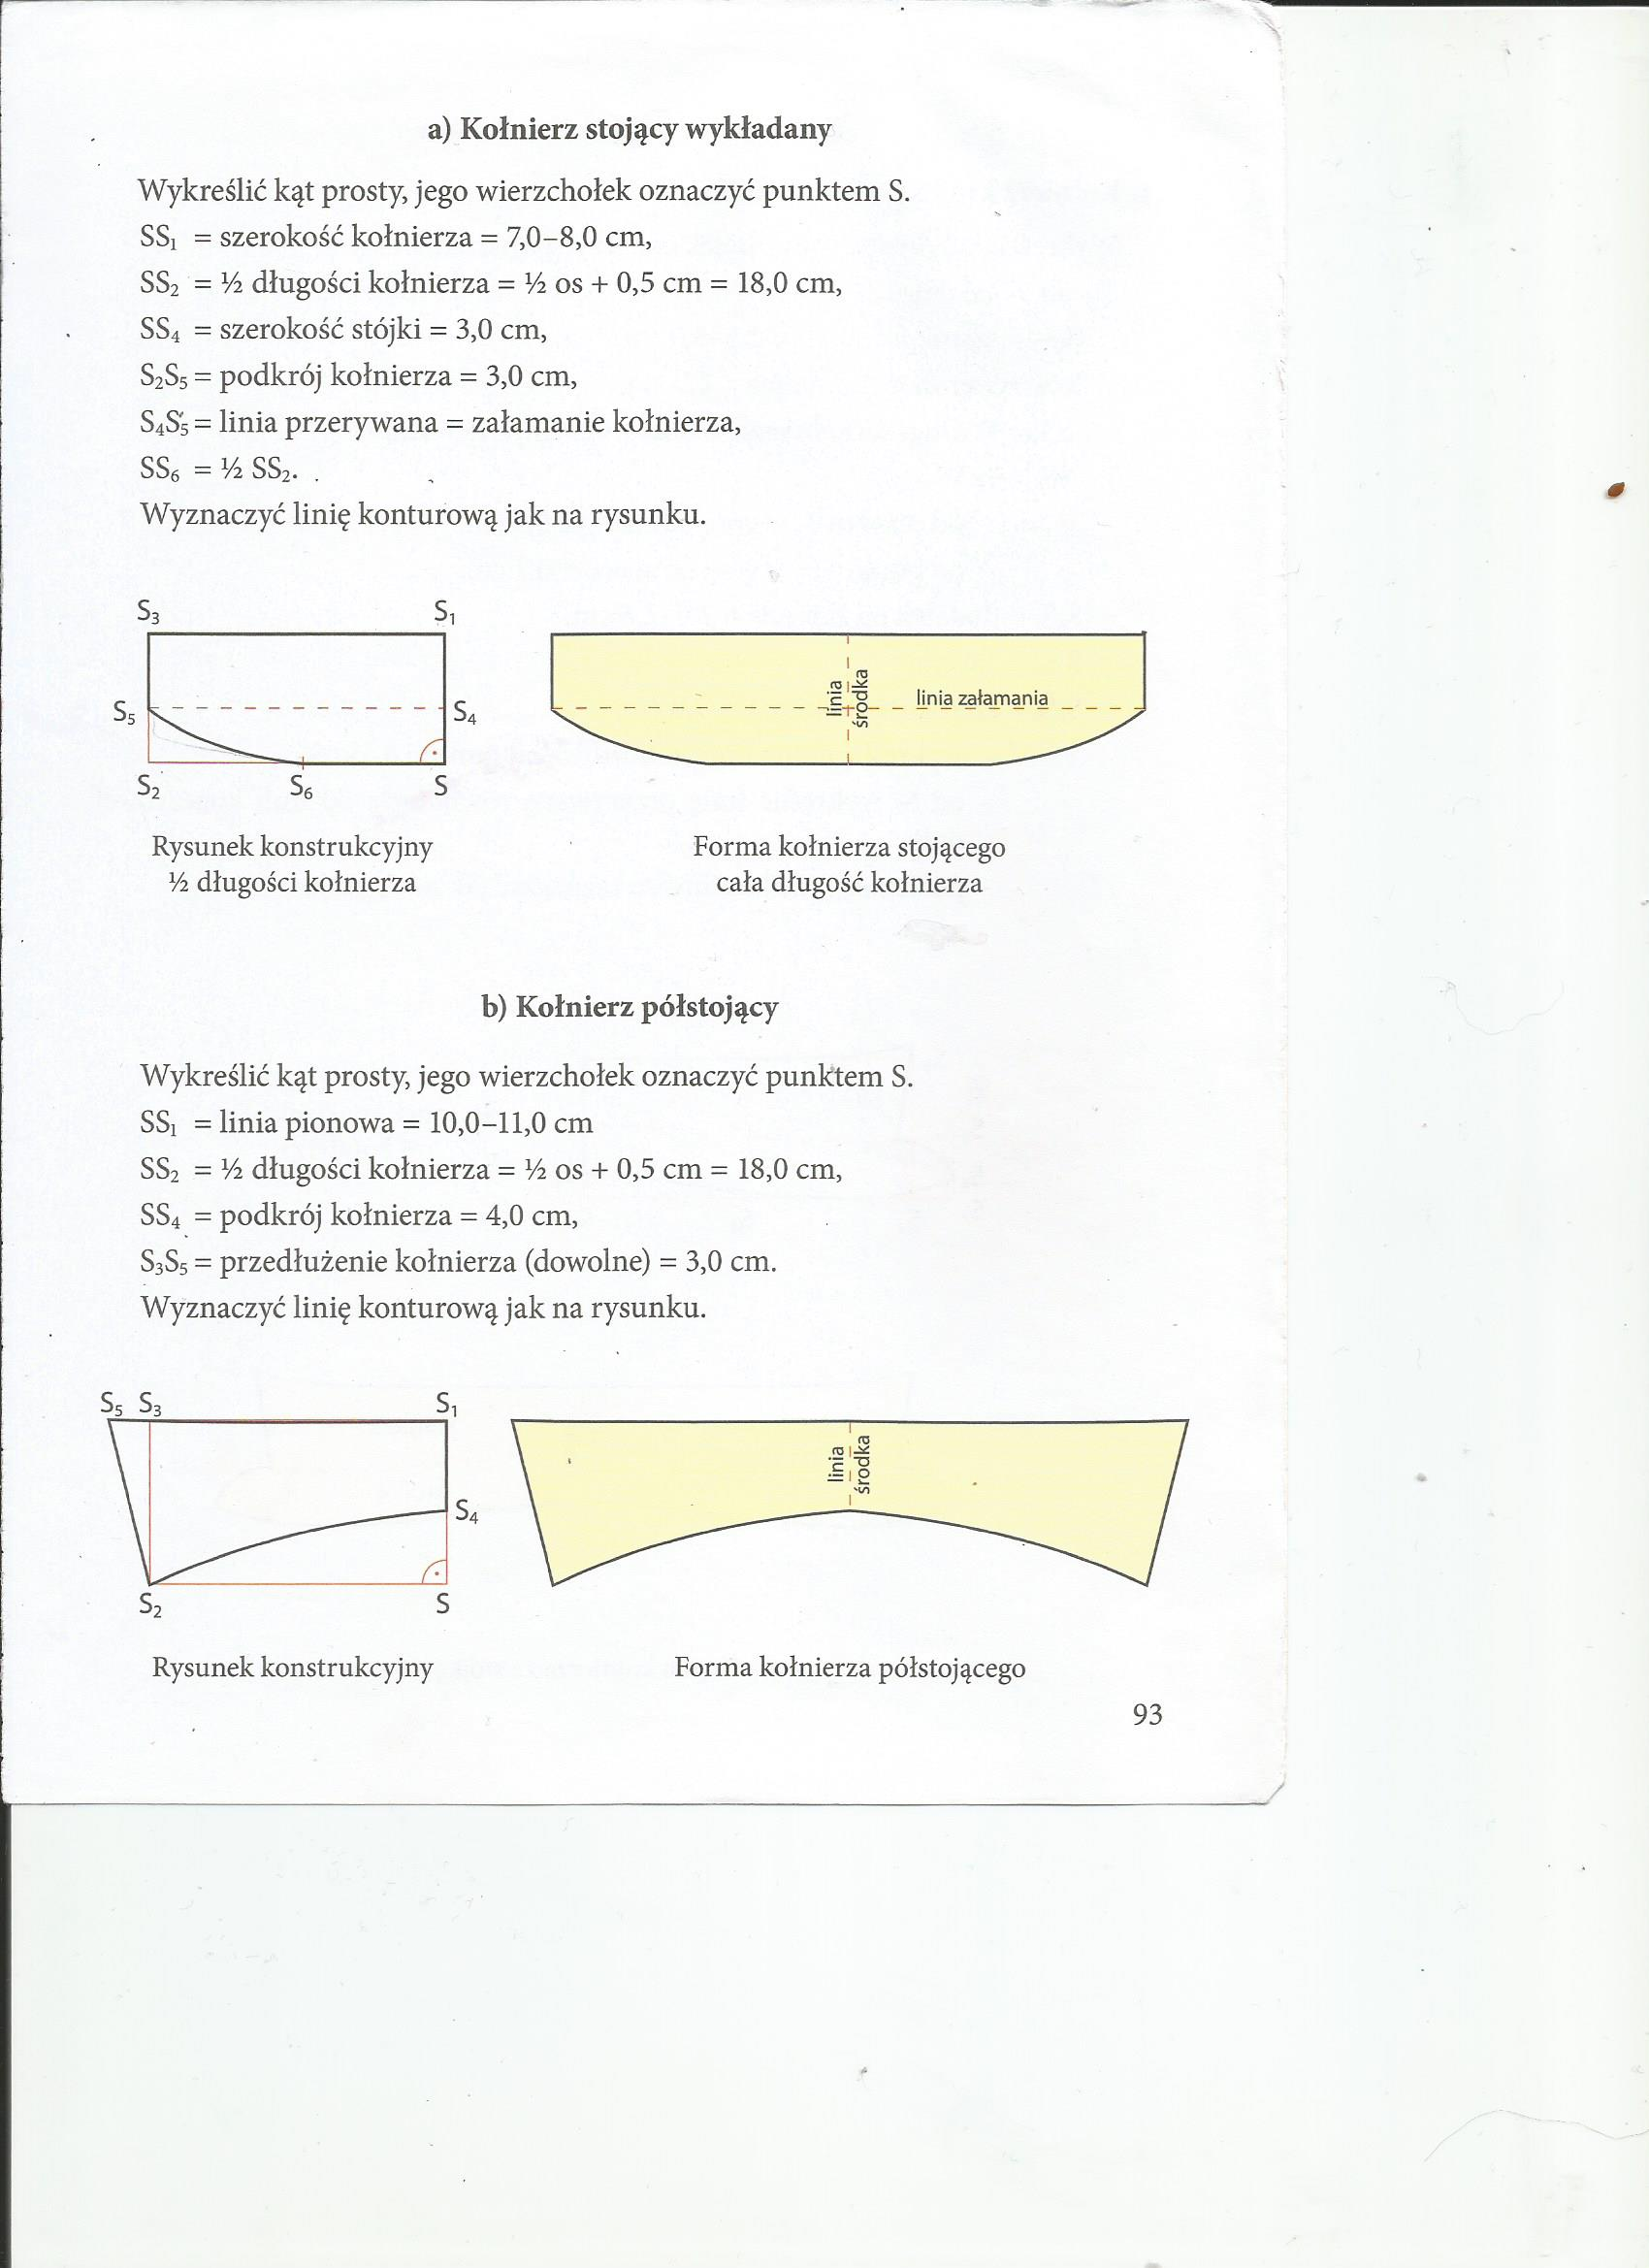 a) Kołnierz stojący wykładany
Wykreślić kąt prosty, jego wierzchołek oznaczyć punktem S.
SS₁ = szerokość kołnierza = 7,0–8,0 cm,
SS₂ = ½ długości kołnierza = ½ os + 0,5 cm = 18,0 cm,
SS₄ = szerokość stójki = 3,0 cm,
S₂S₅ = podkrój kołnierza = 3,0 cm,
S₄S₅ = linia przerywana = załamanie kołnierza,
SS₆ = ½ SS₂.
Wyznaczyć linię konturową jak na rysunku.
S₃ S₁
S₅ S₄
S₂ S₆ S
linia
środka
linia załamania
Rysunek konstrukcyjny
½ długości kołnierza
Forma kołnierza stojącego
cała długość kołnierza
b) Kołnierz półstojący
Wykreślić kąt prosty, jego wierzchołek oznaczyć punktem S.
SS₁ = linia pionowa = 10,0–11,0 cm
SS₂ = ½ długości kołnierza = ½ os + 0,5 cm = 18,0 cm,
SS₄ = podkrój kołnierza = 4,0 cm,
S₃S₅ = przedłużenie kołnierza (dowolne) = 3,0 cm.
Wyznaczyć linię konturową jak na rysunku.
S₅ S₃ S₁
S₄
S₂ S
linia
środka
Rysunek konstrukcyjny
Forma kołnierza półstojącego
93